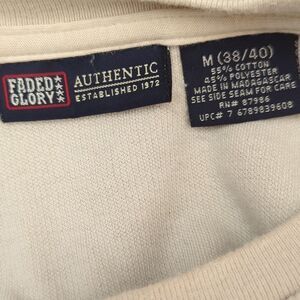 FADED
GLORY
AUTHENTIC
ESTABLISHED 1972
M (38/40)
55% COTTON
45% POLYESTER
MADE IN MADAGASCAR
SEE SIDE SEAM FOR CARE
RN# 87986
UPC# 7 6789839608